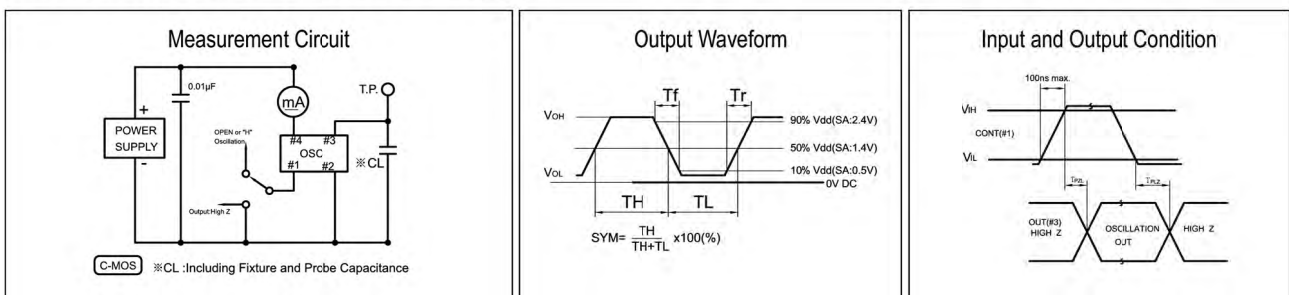 Measurement Circuit
0.01μF
T.P.
mA
+
POWER
SUPPLY
-
OPEN or "H"
Oscillation
#4 #3
OSC
#1 #2
※CL
Output High Z
C-MOS ※CL :Including Fixture and Prcbe Capacitance
Output Waveform
Tf Tr
VOH
90% Vdd(SA:2.4V)
50% Vdd(SA:1.4V)
10% Vdd(SA:0.5V)
VOL
0V DC
TH TL
SYM= TH
TH+TL x100(%)
Input and Output Condition
100ns max.
VIH
CONT(#1)
VIL
TPZL TPLZ
OUT(#3)
HIGH Z
OSCILLATION
OUT
HIGH Z